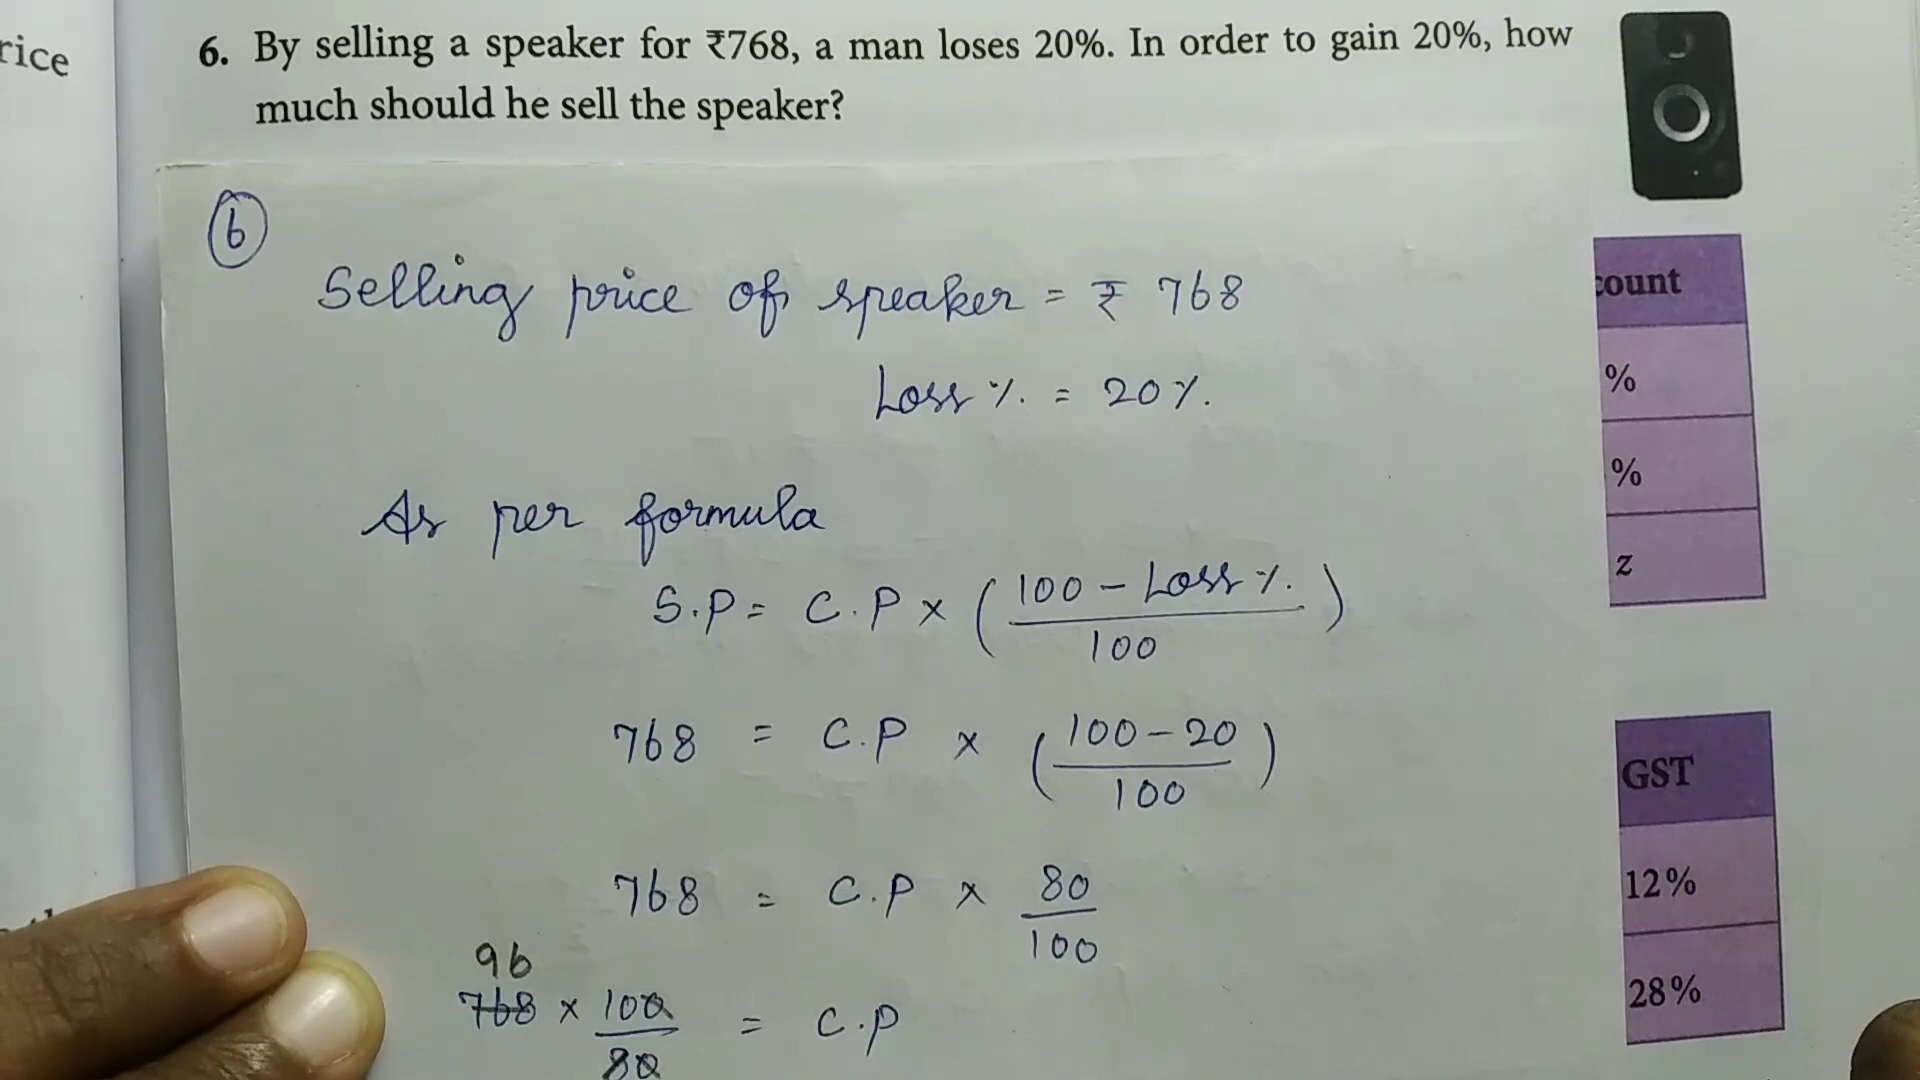 rice
6. By selling a speaker for ₹768, a man loses 20%. In order to gain 20%, how
much should he sell the speaker?
6
Selling price of speaker = ₹ 768
Loss %. = 20%.
As per formula
S.P = C.P × ( 100 - Loss %. / 100 )
768 = C.P × ( 100 - 20 / 100 )
768 = C.P × 80 / 100
96
768 × 100 / 80 = C.P
count
%
%
z
GST
12%
28%